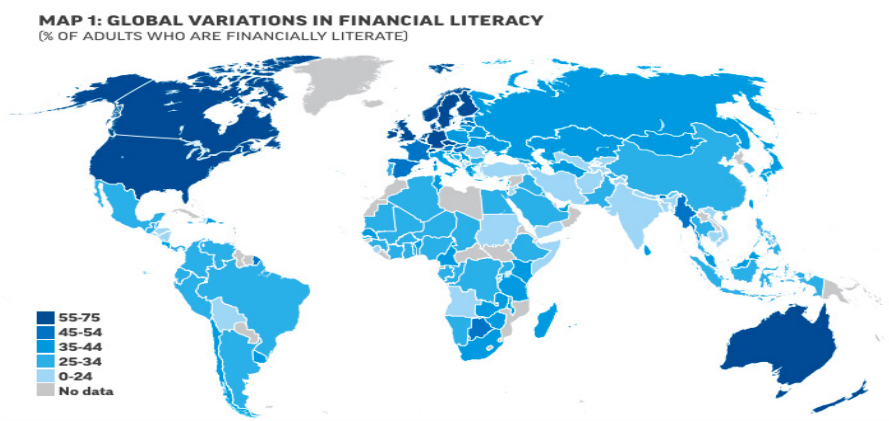 MAP 1: GLOBAL VARIATIONS IN FINANCIAL LITERACY
(% OF ADULTS WHO ARE FINANCIALLY LITERATE)
55-75
45-54
35-44
25-34
0-24
No data